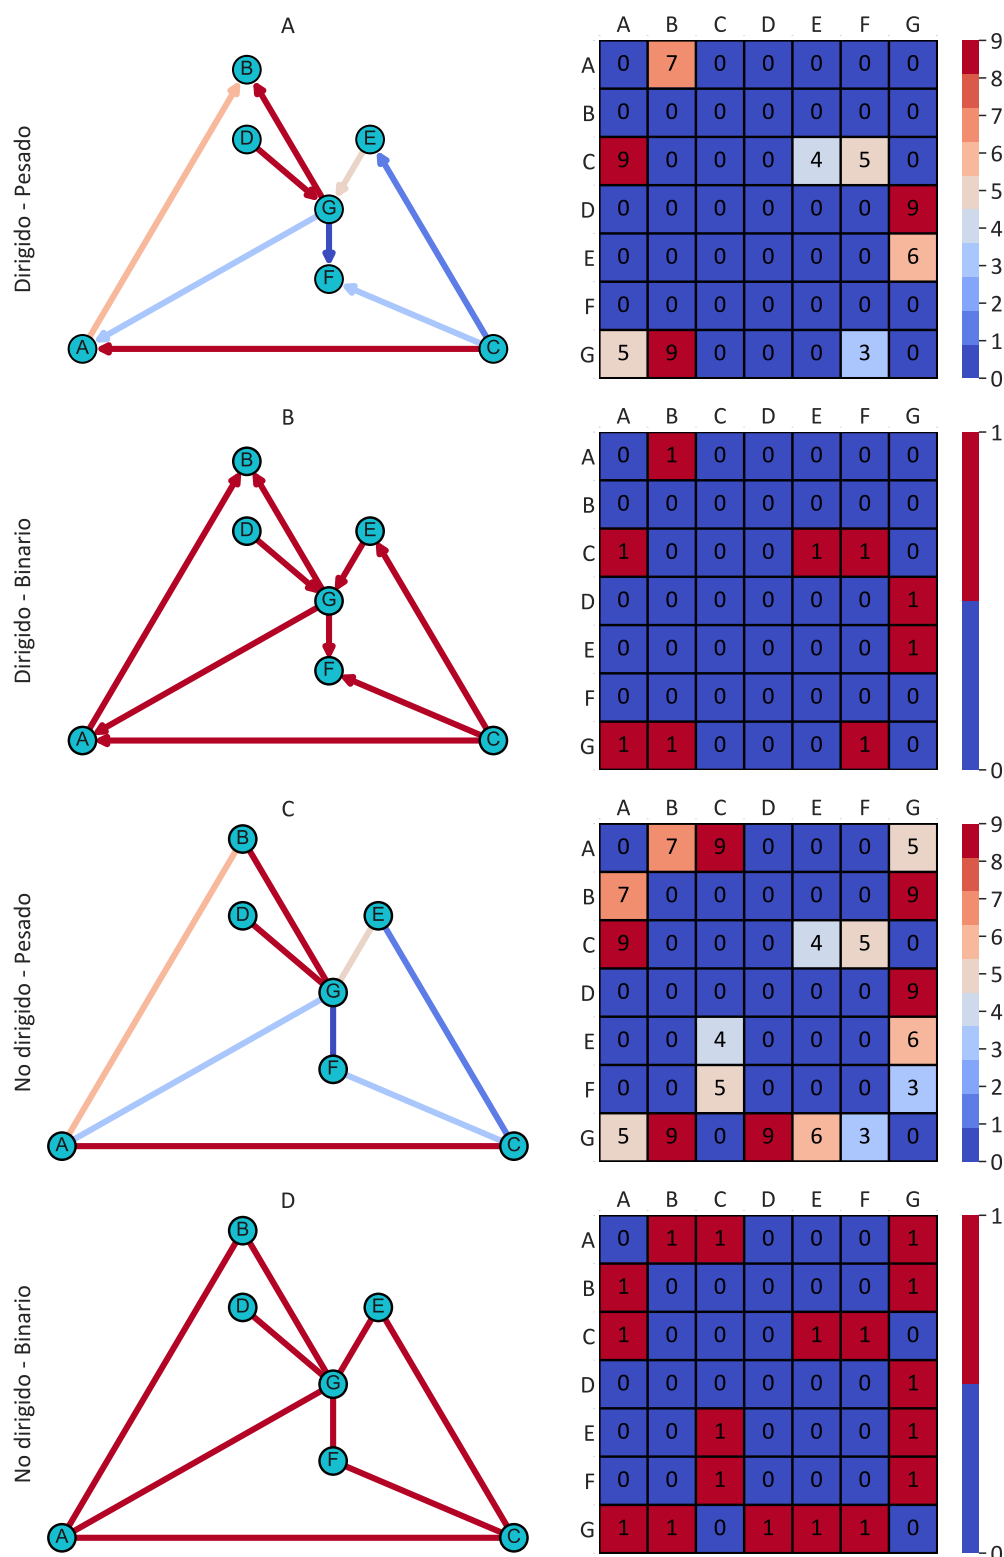 A
Dirigido - Pesado
B
D
E
G
F
A
C
A B C D E F G
A 0 7 0 0 0 0 0
B 0 0 0 0 0 0 0
C 9 0 0 0 4 5 0
D 0 0 0 0 0 0 9
E 0 0 0 0 0 0 6
F 0 0 0 0 0 0 0
G 5 9 0 0 0 3 0
9
8
7
6
5
4
3
2
1
0
B
Dirigido - Binario
B
D
E
G
F
A
C
A B C D E F G
A 0 1 0 0 0 0 0
B 0 0 0 0 0 0 0
C 1 0 0 0 1 1 0
D 0 0 0 0 0 0 1
E 0 0 0 0 0 0 1
F 0 0 0 0 0 0 0
G 1 1 0 0 0 1 0
1
0
C
No dirigido - Pesado
B
D
E
G
F
A
C
A B C D E F G
A 0 7 9 0 0 0 5
B 7 0 0 0 0 0 9
C 9 0 0 0 4 5 0
D 0 0 0 0 0 0 9
E 0 0 4 0 0 0 6
F 0 0 5 0 0 0 3
G 5 9 0 9 6 3 0
9
8
7
6
5
4
3
2
1
0
D
No dirigido - Binario
B
D
E
G
F
A
C
A B C D E F G
A 0 1 1 0 0 0 1
B 1 0 0 0 0 0 1
C 1 0 0 0 1 1 0
D 0 0 0 0 0 0 1
E 0 0 1 0 0 0 1
F 0 0 1 0 0 0 1
G 1 1 0 1 1 1 0
1
0